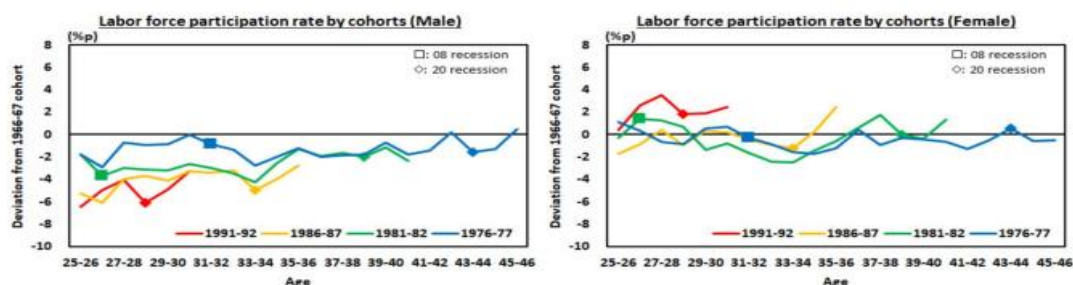 Labor force participation rate by cohorts (Male)
(%p)
8
6
4
2
0
-2
-4
-6
-8
-10
Deviation from 1966-67 cohort
□: 08 recession
◇: 20 recession
1991-92 1986-87 1981-82 1976-77
25-26 27-28 29-30 31-32 33-34 35-36 37-38 39-40 41-42 43-44 45-46
Age
Labor force participation rate by cohorts (Female)
(%p)
8
6
4
2
0
-2
-4
-6
-8
-10
Deviation from 1966-67 cohort
□: 08 recession
◇: 20 recession
1991-92 1986-87 1981-82 1976-77
25-26 27-28 29-30 31-32 33-34 35-36 37-38 39-40 41-42 43-44 45-46
Age